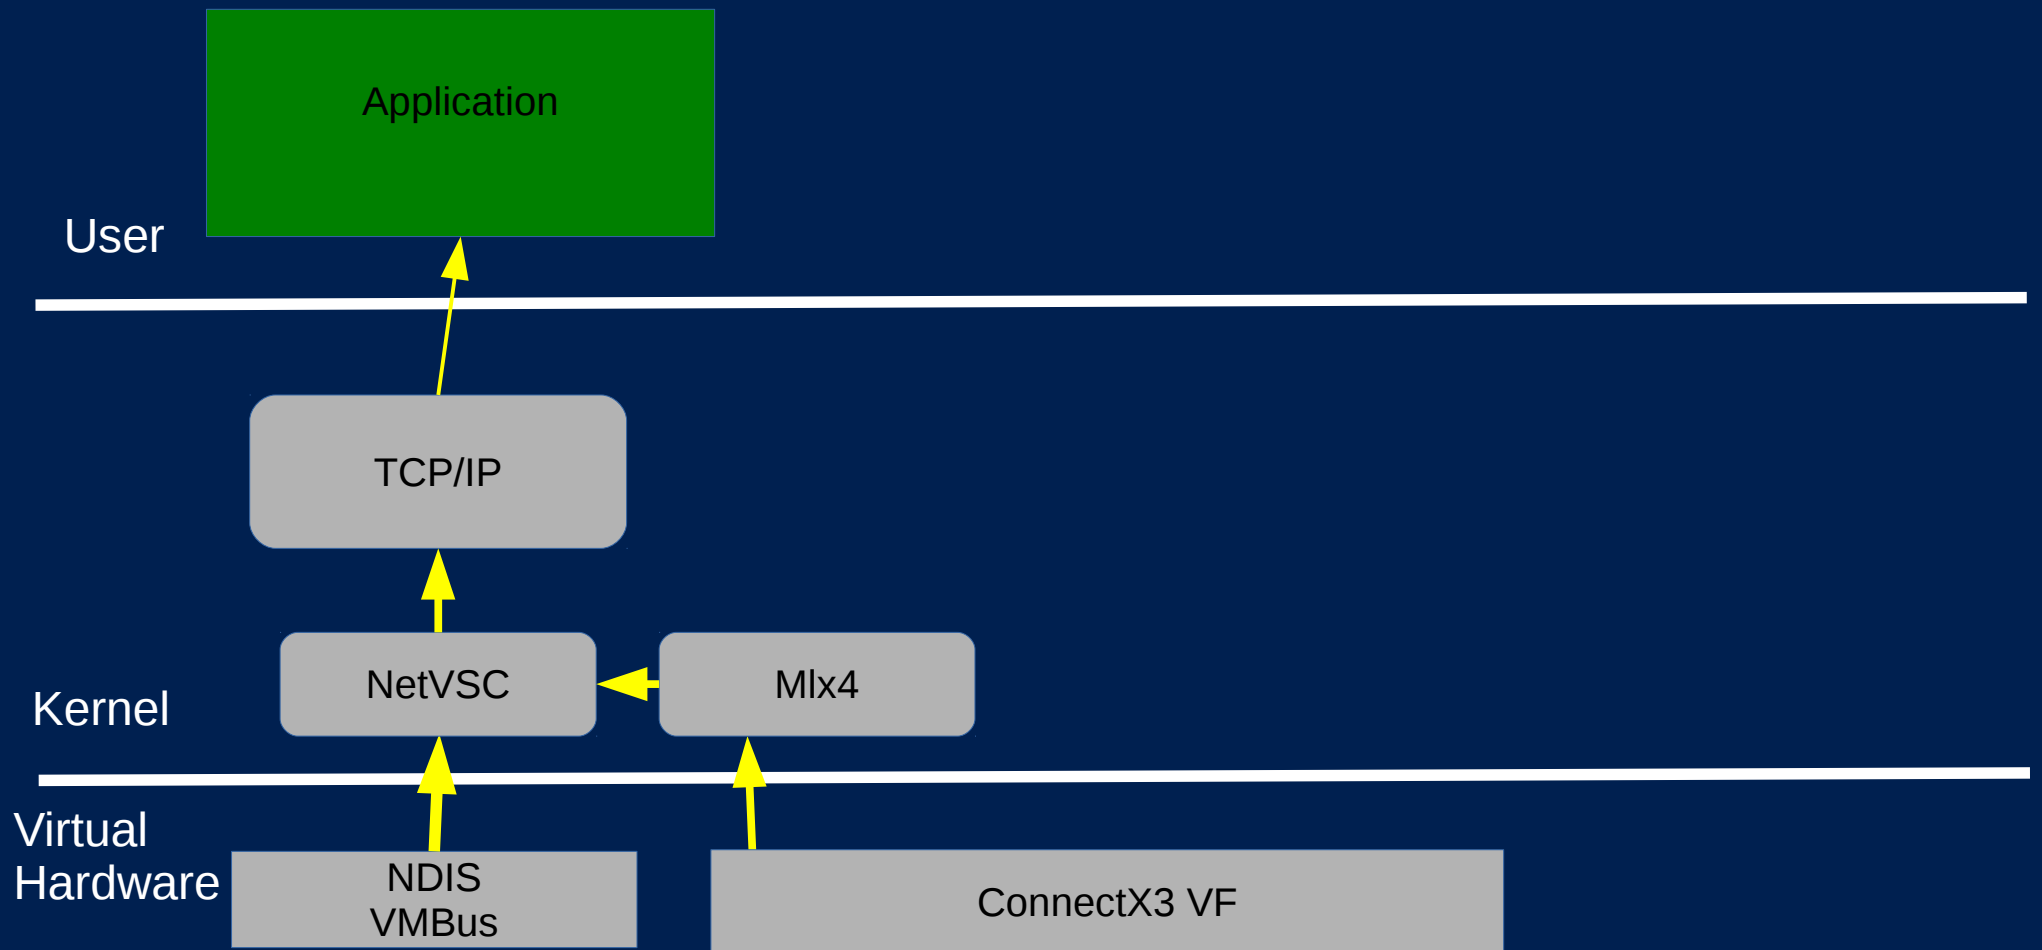 Application
User
TCP/IP
NetVSC
Mlx4
Kernel
Virtual
Hardware
NDIS
VMBus
ConnectX3 VF